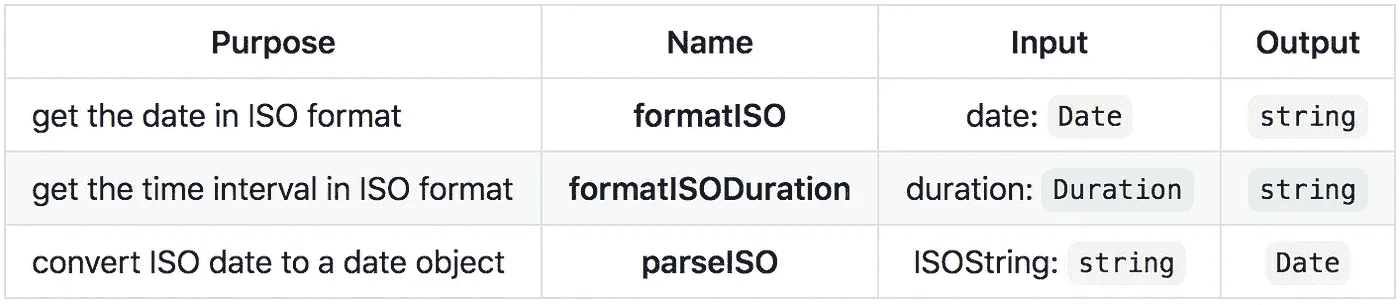 Purpose Name Input Output
get the date in ISO format formatISO date: Date string
get the time interval in ISO format formatISODuration duration: Duration string
convert ISO date to a date object parseISO ISOString: string Date